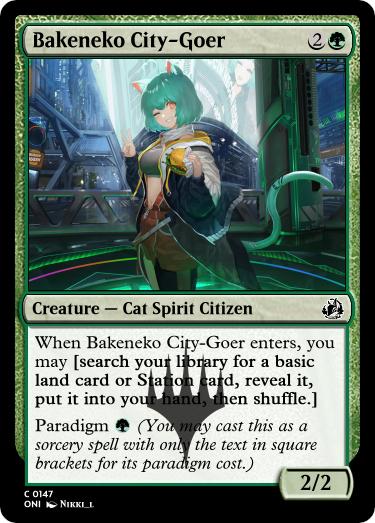 Bakeneko City-Goer 2
Creature — Cat Spirit Citizen
When Bakeneko City-Goer enters, you
may [search your library for a basic
land card or Station card, reveal it,
put it into your hand, then shuffle.]
Paradigm (You may cast this as a
sorcery spell with only the text in square
brackets for its paradigm cost.)
2/2
C 0147
ONI Nikki_l